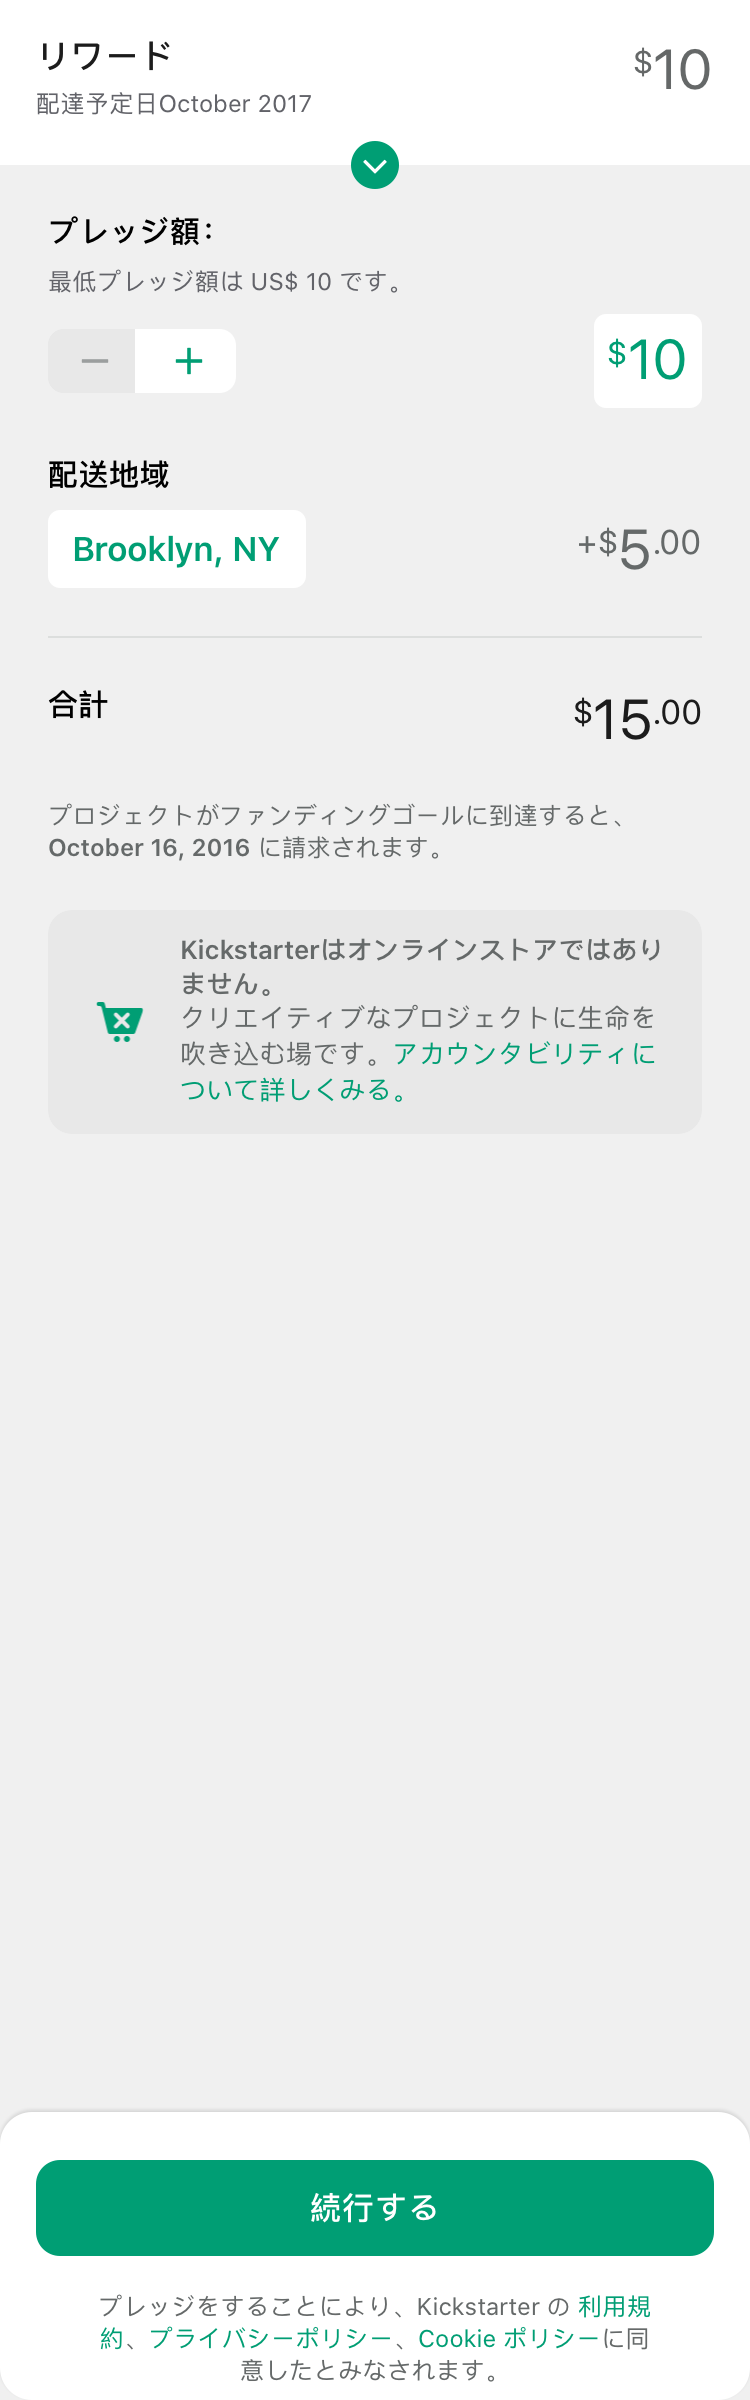 リワード
$10
配達予定日October 2017
プレッジ額：
最低プレッジ額は US$ 10 です。
$10
配送地域
Brooklyn, NY
+$5.00
合計
$15.00
プロジェクトがファンディングゴールに到達すると、
October 16, 2016 に請求されます。
Kickstarterはオンラインストアではあり
ません。
クリエイティブなプロジェクトに生命を
吹き込む場です。アカウンタビリティに
ついて詳しくみる。
続行する
プレッジをすることにより、Kickstarter の 利用規
約、プライバシーポリシー、Cookie ポリシーに同
意したとみなされます。